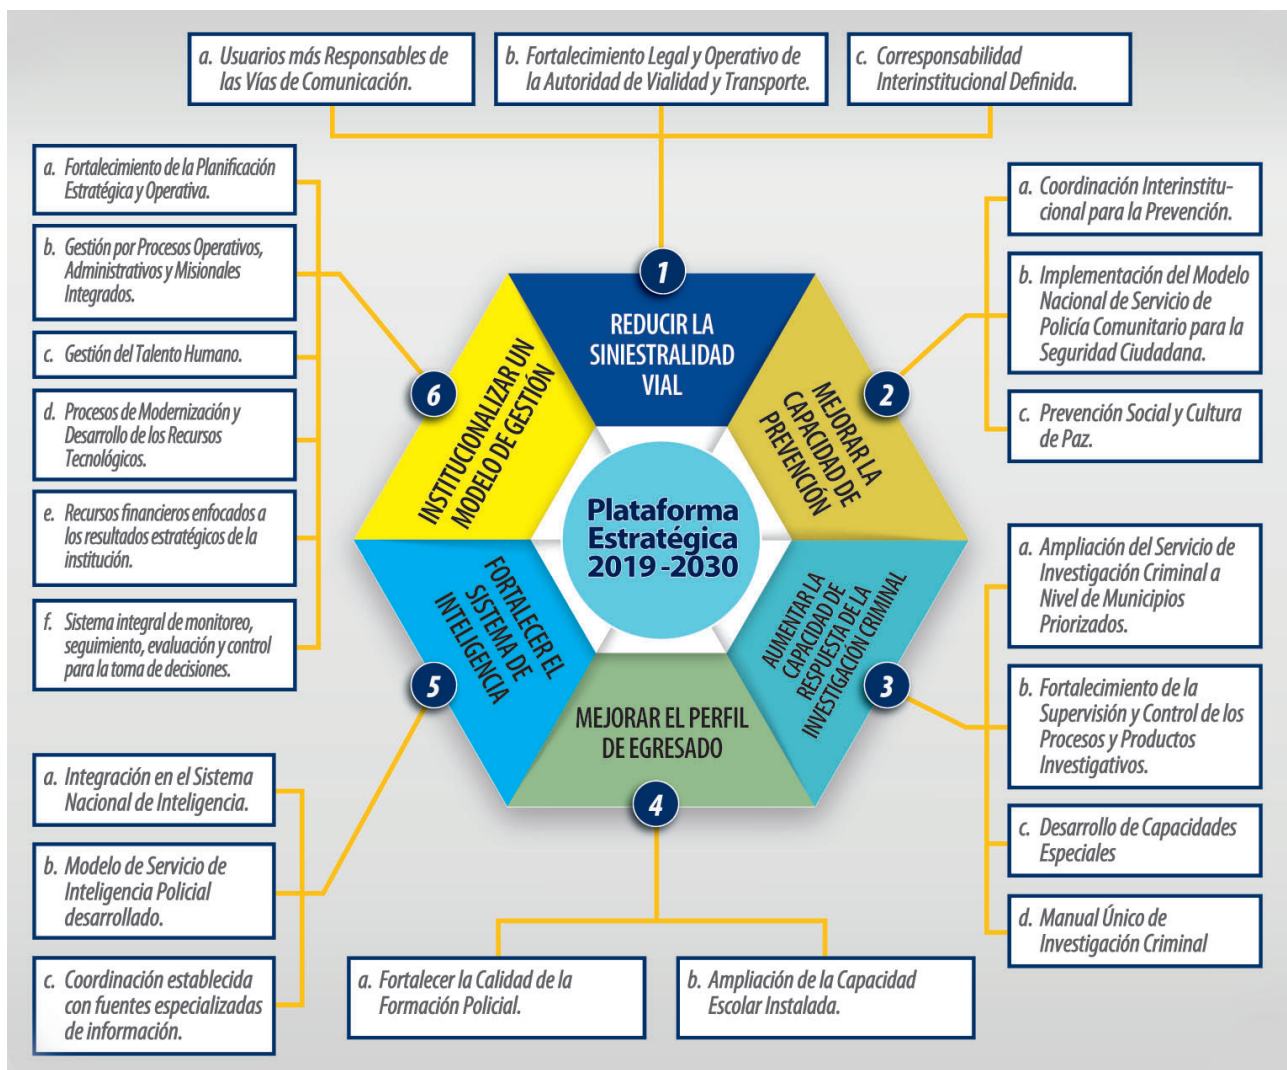 a. Usuarios más Responsables de
las Vías de Comunicación.
b. Fortalecimiento Legal y Operativo de
la Autoridad de Vialidad y Transporte.
c. Corresponsabilidad
Interinstitucional Definida.
1
REDUCIR LA
SINIESTRALIDAD
VIAL
a. Coordinación Interinstitu-
cional para la Prevención.
b. Implementación del Modelo
Nacional de Servicio de
Policía Comunitario para la
Seguridad Ciudadana.
c. Prevención Social y Cultura
de Paz.
2
MEJORAR LA
CAPACIDAD DE
PREVENCIÓN
a. Ampliación del Servicio de
Investigación Criminal a
Nivel de Municipios
Priorizados.
b. Fortalecimiento de la
Supervisión y Control de los
Procesos y Productos
Investigativos.
c. Desarrollo de Capacidades
Especiales
d. Manual Único de
Investigación Criminal
3
AUMENTAR LA
CAPACIDAD DE
RESPUESTA DE LA
INVESTIGACIÓN CRIMINAL
MEJORAR EL PERFIL
DE EGRESADO
4
a. Fortalecer la Calidad de la
Formación Policial.
b. Ampliación de la Capacidad
Escolar Instalada.
FORTALECER EL
SISTEMA DE
INTELIGENCIA
5
a. Integración en el Sistema
Nacional de Inteligencia.
b. Modelo de Servicio de
Inteligencia Policial
desarrollado.
c. Coordinación establecida
con fuentes especializadas
de información.
INSTITUCIONALIZAR UN
MODELO DE GESTIÓN
6
a. Fortalecimiento de la Planificación
Estratégica y Operativa.
b. Gestión por Procesos Operativos,
Administrativos y Misionales
Integrados.
c. Gestión del Talento Humano.
d. Procesos de Modernización y
Desarrollo de los Recursos
Tecnológicos.
e. Recursos financieros enfocados a
los resultados estratégicos de la
institución.
f. Sistema integral de monitoreo,
seguimiento, evaluación y control
para la toma de decisiones.
Plataforma
Estratégica
2019 -2030